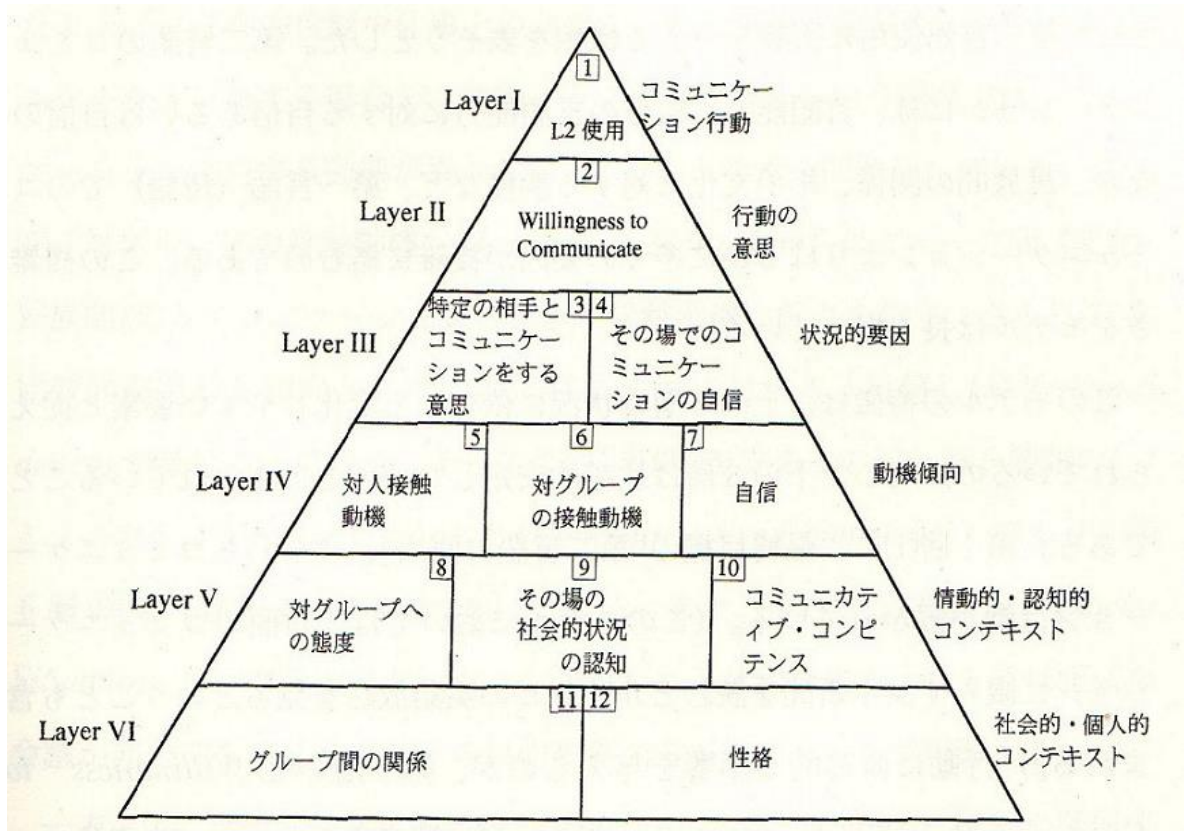 1
Layer I
L2 使用
コミュニケー
ション行動
2
Layer II
Willingness to
Communicate
行動の
意思
3 4
Layer III
特定の相手と
コミュニケー
ションをする
意思
その場でのコ
ミュニケー
ションの自信
状況的要因
5
6
7
Layer IV
対人接触
動機
対グループ
の接触動機
自信
動機傾向
8
9
10
Layer V
対グループへ
の態度
その場の
社会的状況
の認知
コミュニカテ
ィブ・コンピ
テンス
情動的・認知的
コンテキスト
11 12
Layer VI
グループ間の関係
性格
社会的・個人的
コンテキスト